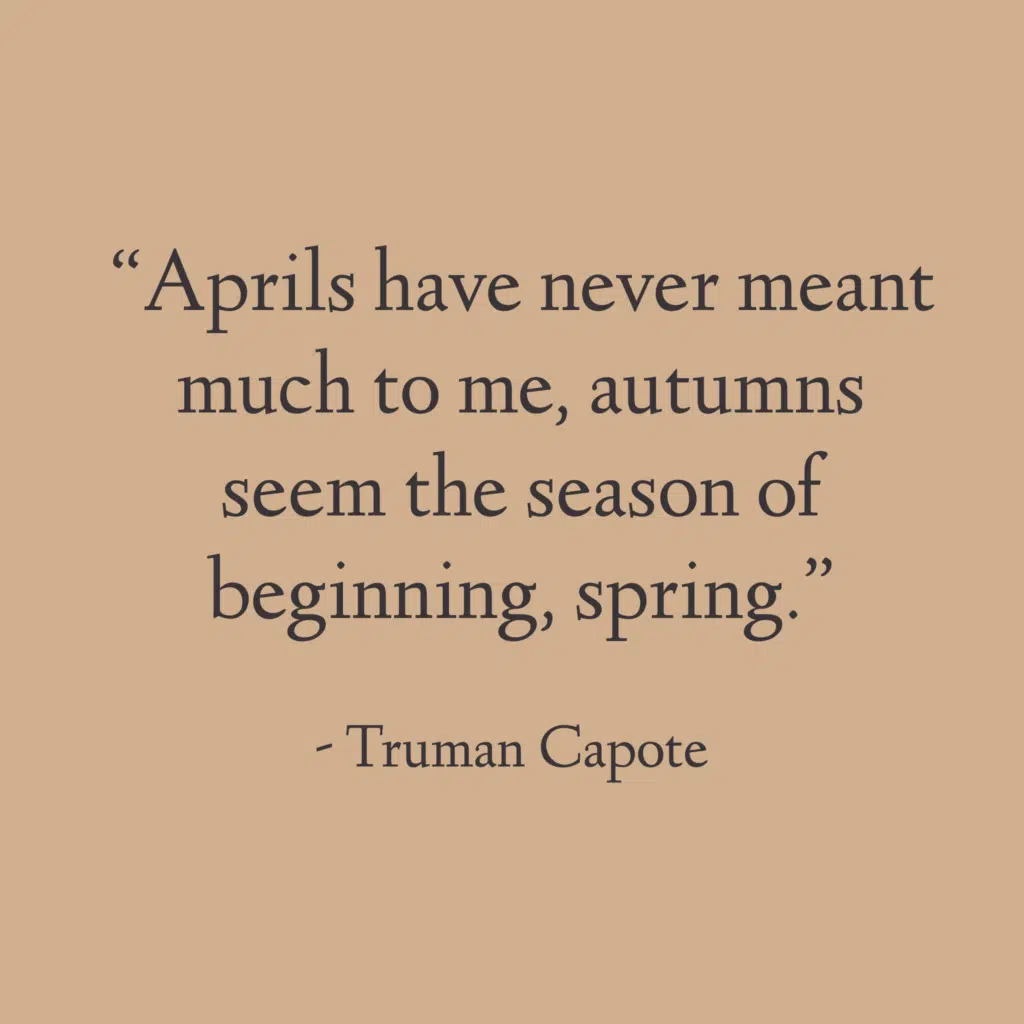 “Aprils have never meant
much to me, autumns
seem the season of
beginning, spring.”
- Truman Capote